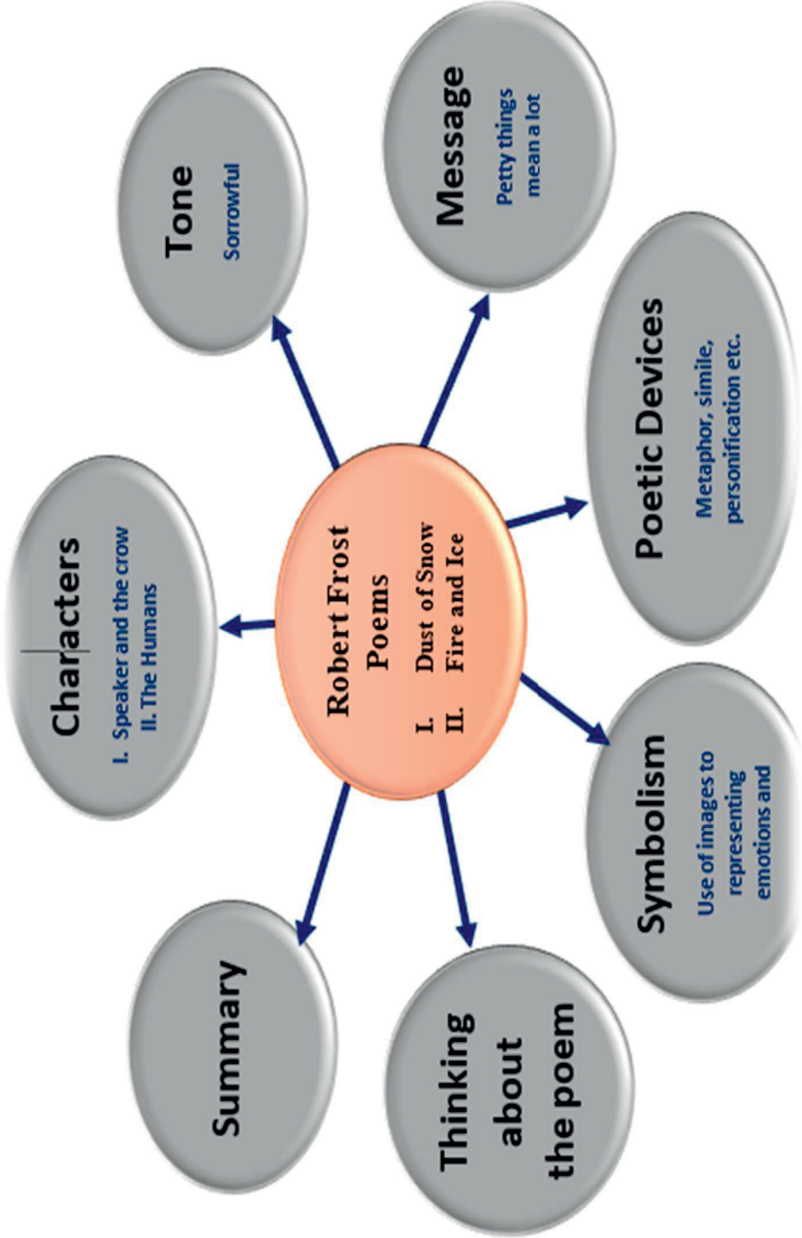 Robert Frost
Poems
I. Dust of Snow
II. Fire and Ice
Characters
I. Speaker and the crow
II. The Humans
Tone
Sorrowful
Message
Petty things
mean a lot
Poetic Devices
Metaphor, simile,
personification etc.
Symbolism
Use of images to
representing
emotions and
Thinking
about
the poem
Summary